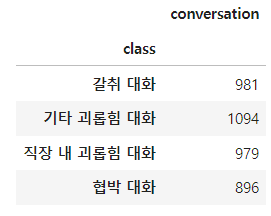 conversation
class
갈취 대화 981
기타 괴롭힘 대화 1094
직장 내 괴롭힘 대화 979
협박 대화 896